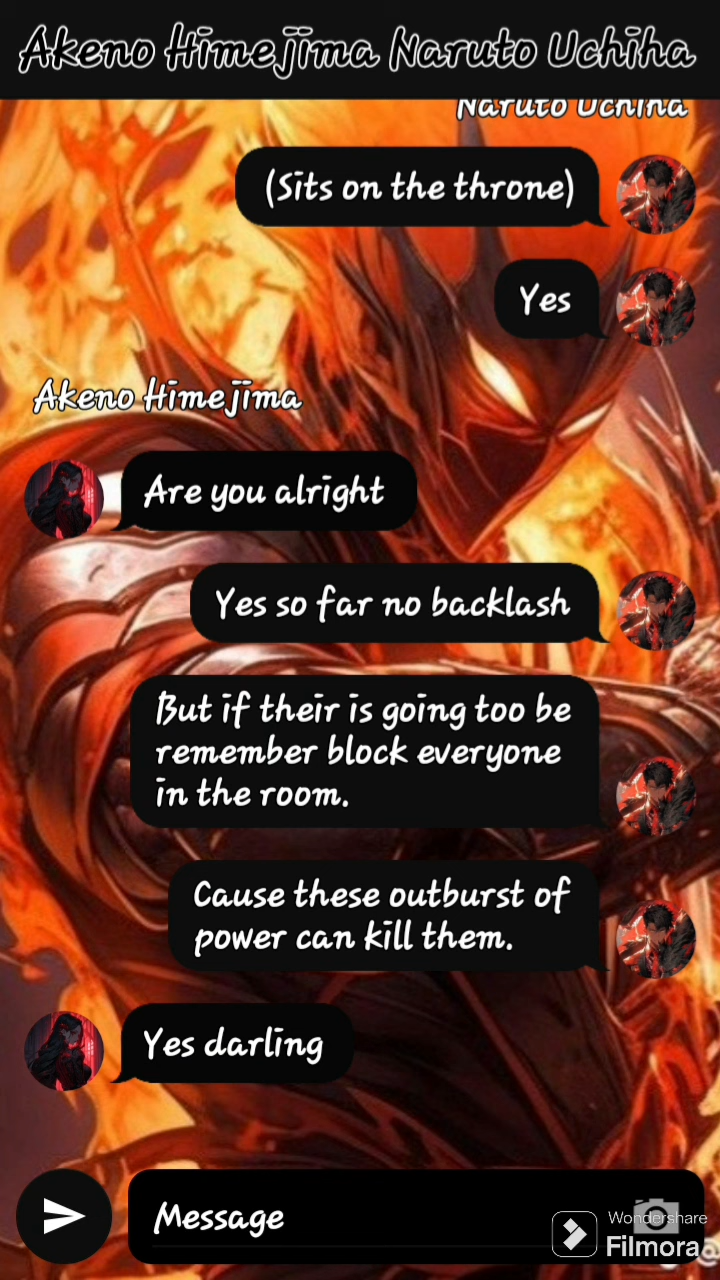 Akeno Himejima Naruto Uchiha
Naruto Uchiha
(Sits on the throne)
Yes
Akeno Himejima
Are you alright
Yes so far no backlash
But if their is going too be
remember block everyone
in the room.
Cause these outburst of
power can kill them.
Yes darling
Message
Wondershare
Filmora